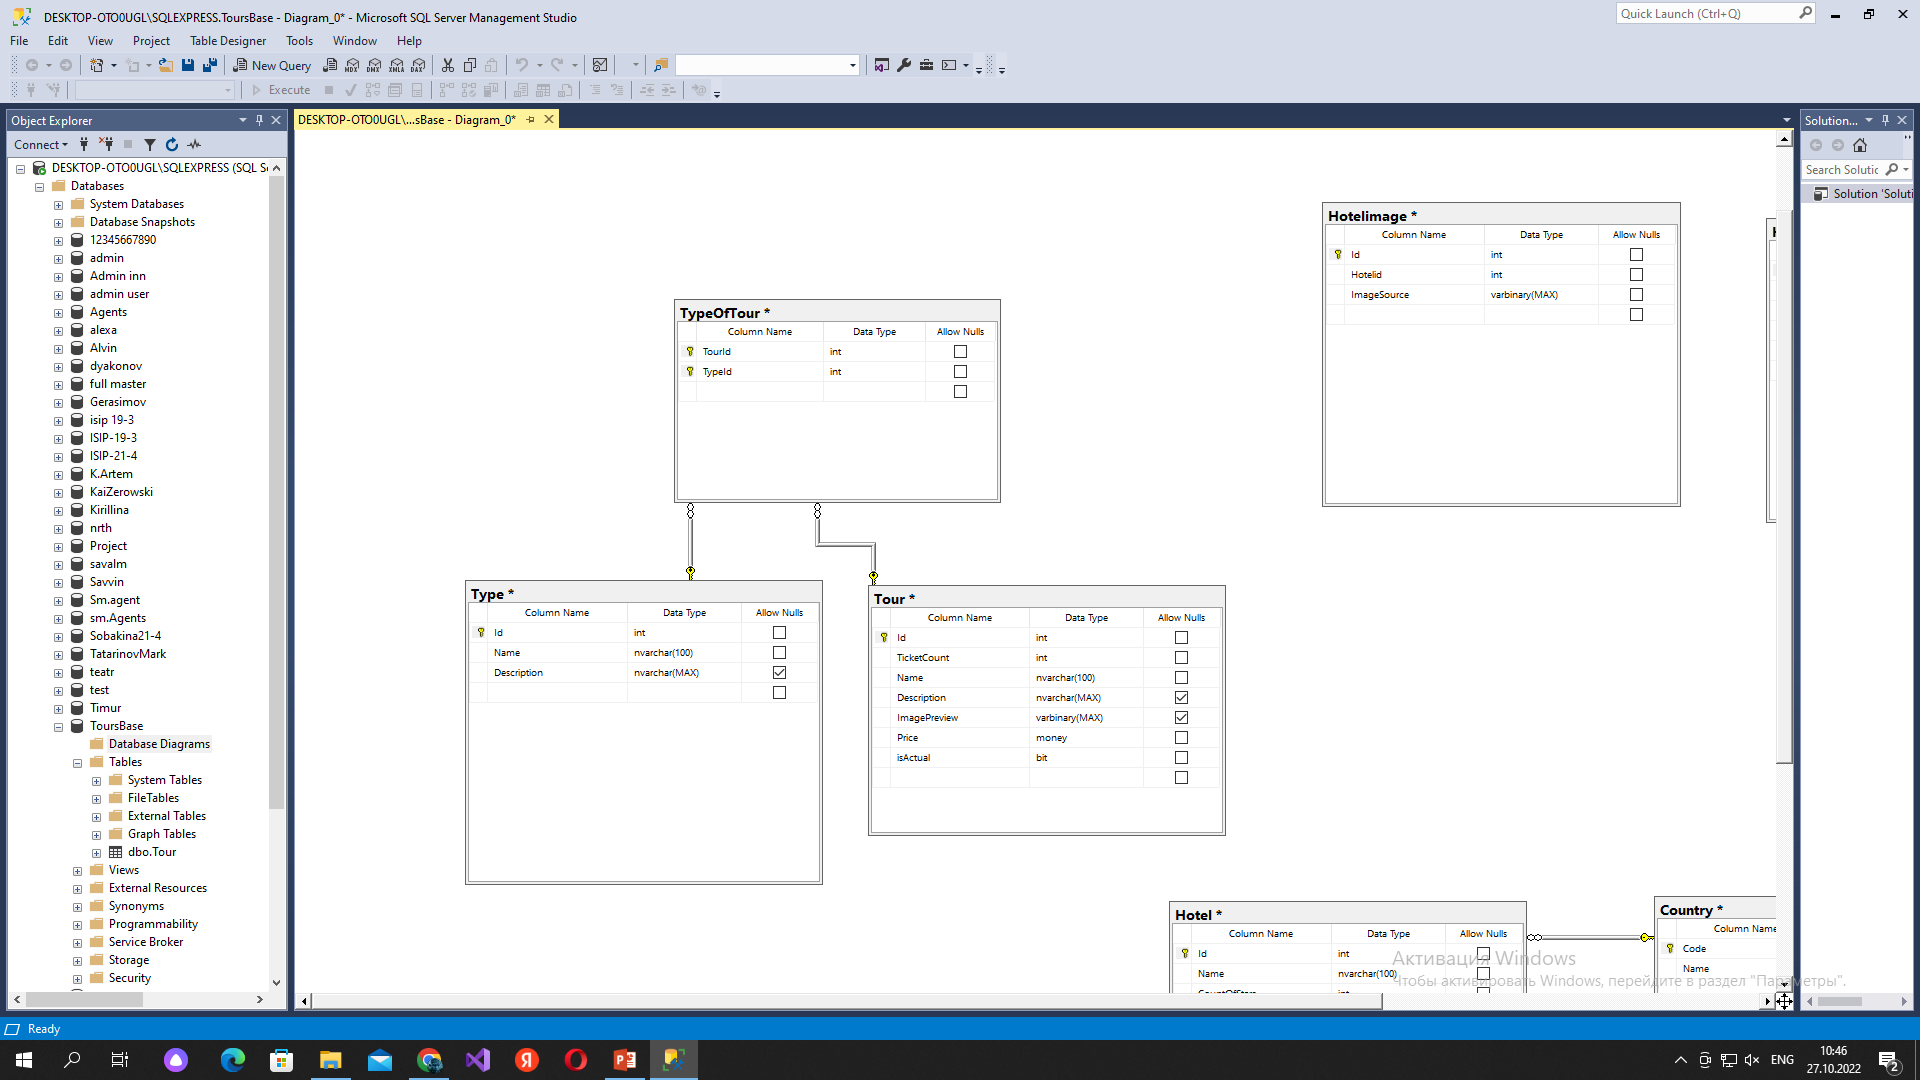 DESKTOP-OTO0UGL\SQLEXPRESS.ToursBase - Diagram_0* - Microsoft SQL Server Management Studio
Quick Launch (Ctrl+Q)
File Edit View Project Table Designer Tools Window Help
New Query
MDX DMX XMLA DAX
Execute
Object Explorer
Connect
DESKTOP-OTO0UGL\SQLEXPRESS (SQL S
Databases
System Databases
Database Snapshots
12345667890
admin
Admin inn
admin user
Agents
alexa
Alvin
dyakonov
full master
Gerasimov
isip 19-3
ISIP-19-3
ISIP-21-4
K.Artem
KaiZerowski
Kirillina
nrth
Project
savalm
Savvin
Sm.agent
sm.Agents
Sobakina21-4
TatarinovMark
teatr
test
Timur
ToursBase
Database Diagrams
Tables
System Tables
FileTables
External Tables
Graph Tables
dbo.Tour
Views
External Resources
Synonyms
Programmability
Service Broker
Storage
Security
DESKTOP-OTO0UGL\...sBase - Diagram_0*
HotelImage *
Column Name Data Type Allow Nulls
Id int
Hotelid int
ImageSource varbinary(MAX)
TypeOfTour *
Column Name Data Type Allow Nulls
TourId int
TypeId int
Type *
Column Name Data Type Allow Nulls
Id int
Name nvarchar(100)
Description nvarchar(MAX)
Tour *
Column Name Data Type Allow Nulls
Id int
TicketCount int
Name nvarchar(100)
Description nvarchar(MAX)
ImagePreview varbinary(MAX)
Price money
isActual bit
Hotel *
Column Name Data Type Allow Nulls
Id int
Name nvarchar(100)
CountOfStars int
Country *
Column Name
Code
Name
Активация Windows
Чтобы активировать Windows, перейдите в раздел "Параметры".
Solution...
Search Solutic
Solution 'Soluti
Ready
ENG
10:46
27.10.2022
2